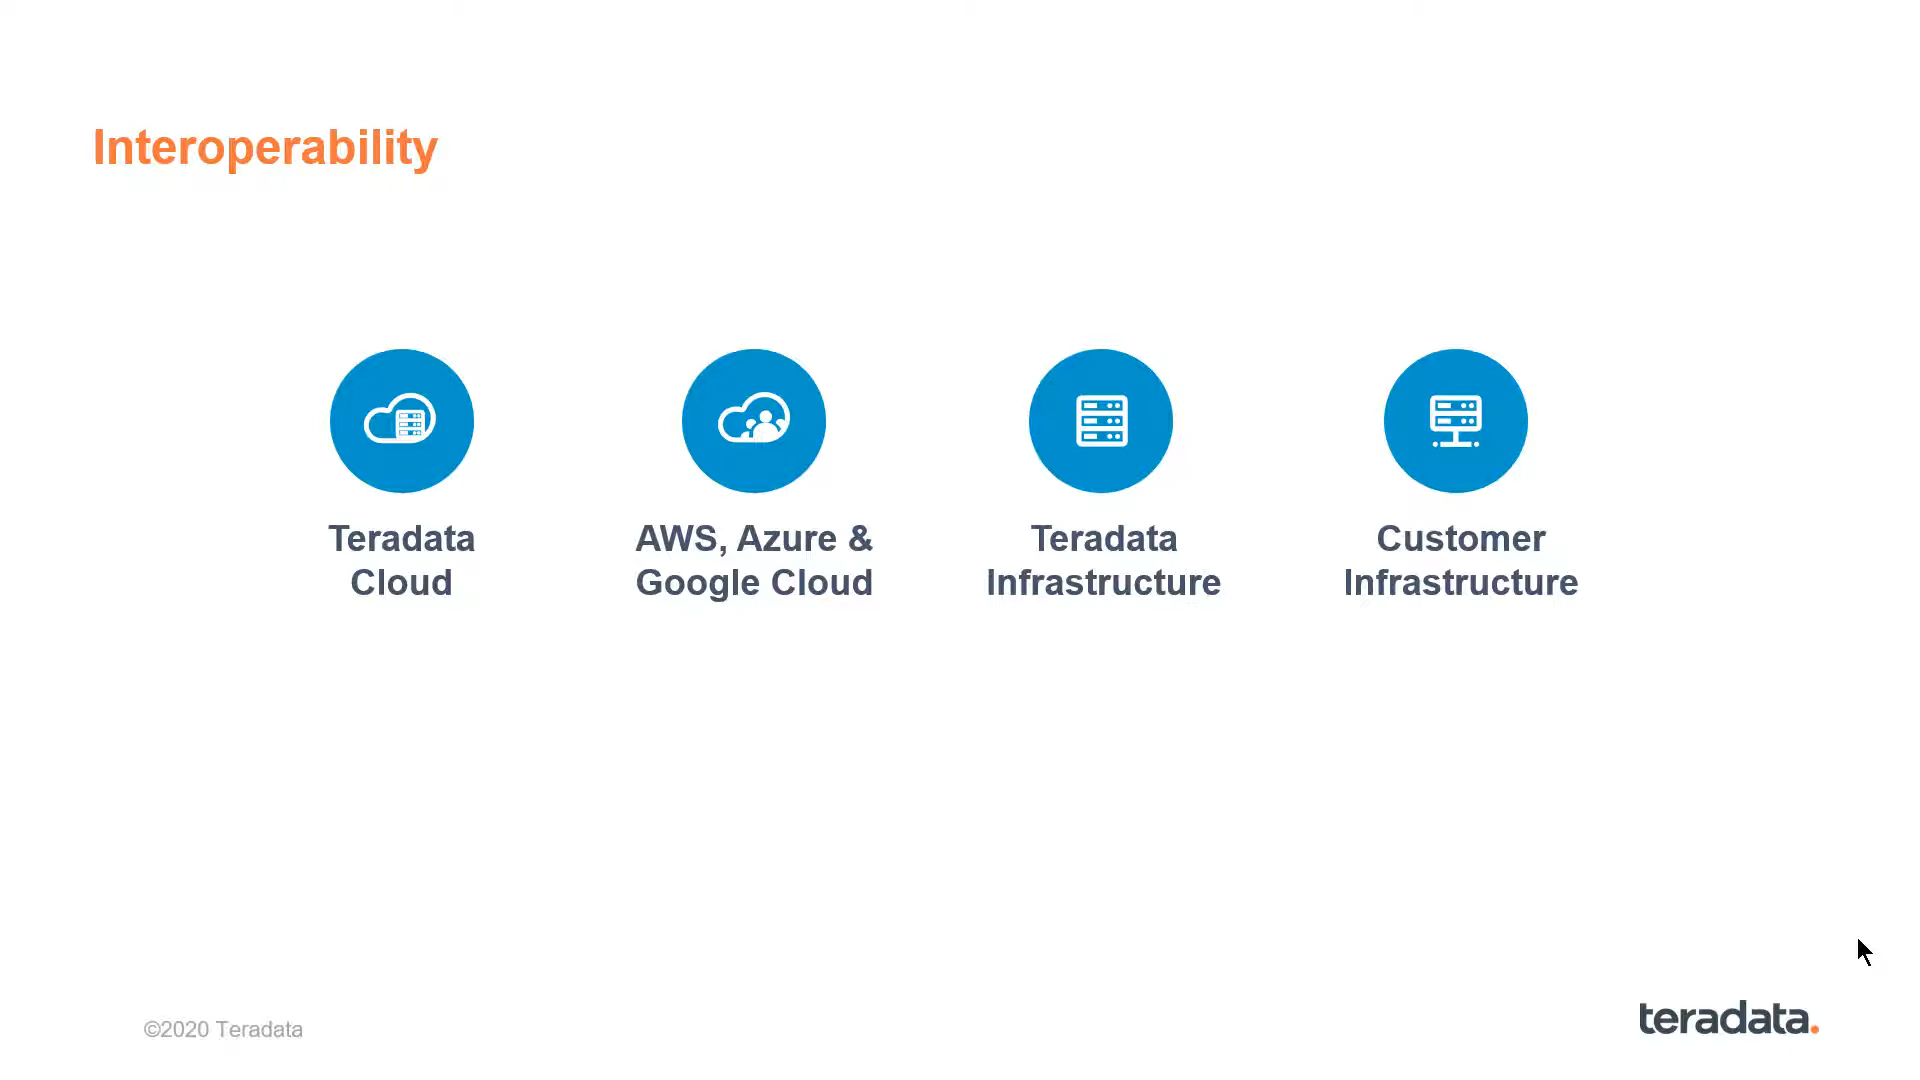 Interoperability
Teradata
Cloud
AWS, Azure &
Google Cloud
Teradata
Infrastructure
Customer
Infrastructure
©2020 Teradata
teradata.